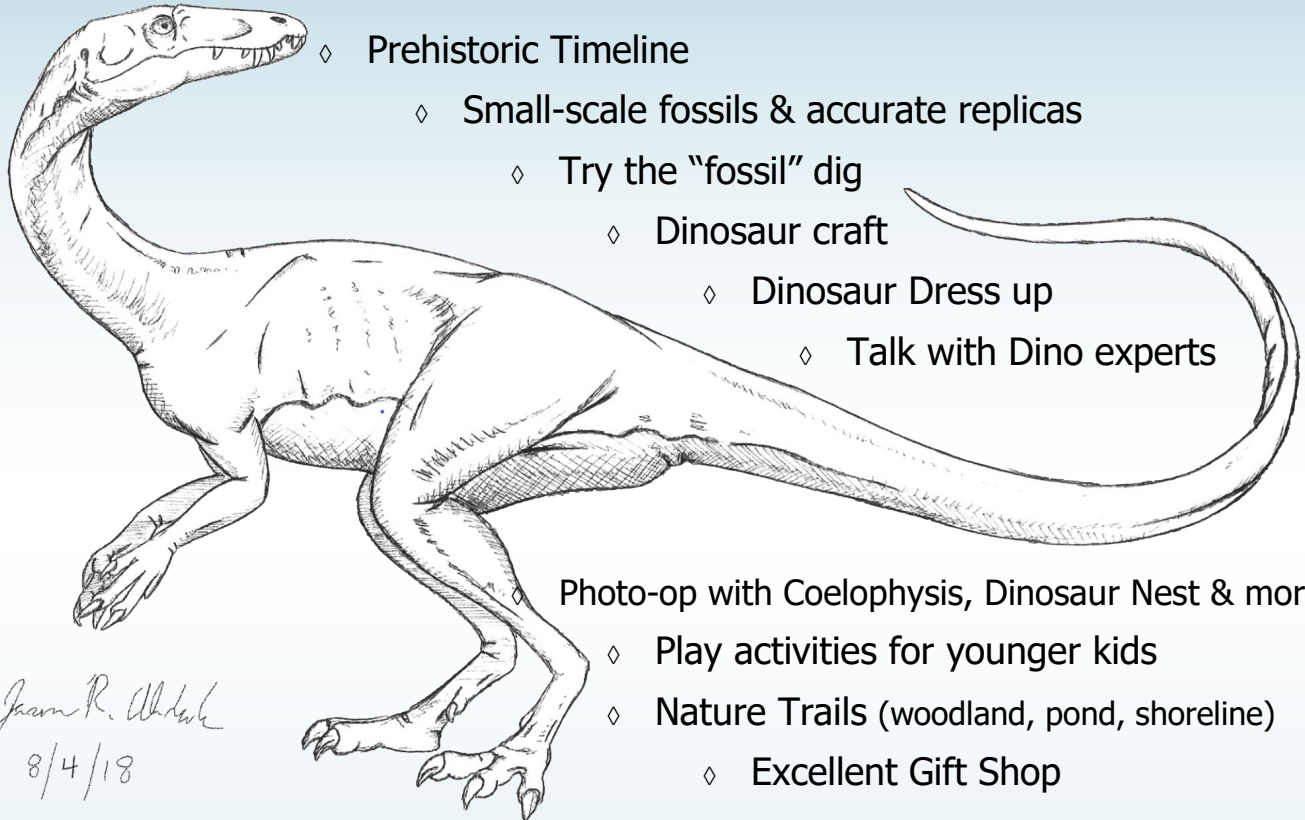 ◊ Prehistoric Timeline
◊ Small-scale fossils & accurate replicas
◊ Try the “fossil” dig
◊ Dinosaur craft
◊ Dinosaur Dress up
◊ Talk with Dino experts
◊ Photo-op with Coelophysis, Dinosaur Nest & mor
◊ Play activities for younger kids
◊ Nature Trails (woodland, pond, shoreline)
◊ Excellent Gift Shop
Jason R.
8/4/18